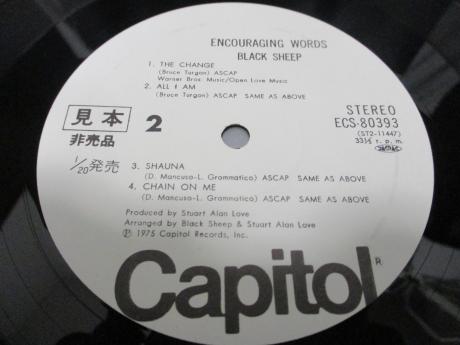 ENCOURAGING WORDS
BLACK SHEEP
1. THE CHANGE
(Bruce Turgon) ASCAP
Warner Bros. Music/Open Love Music
2. ALL I AM
(Bruce Turgon) ASCAP SAME AS ABOVE
見本
非売品
2
STEREO
ECS-80393
(ST2-11447)
33⅓ r. p. m.
1/20発売
3. SHAUNA
(D. Mancuso-L. Grammatico) ASCAP SAME AS ABOVE
4. CHAIN ON ME
(D. Mancuso-L. Grammatico) ASCAP SAME AS ABOVE
Produced by Stuart Alan Love
Arranged by Black Sheep & Stuart Alan Love
Ⓟ 1975 Capitol Records, Inc.
Capitol®